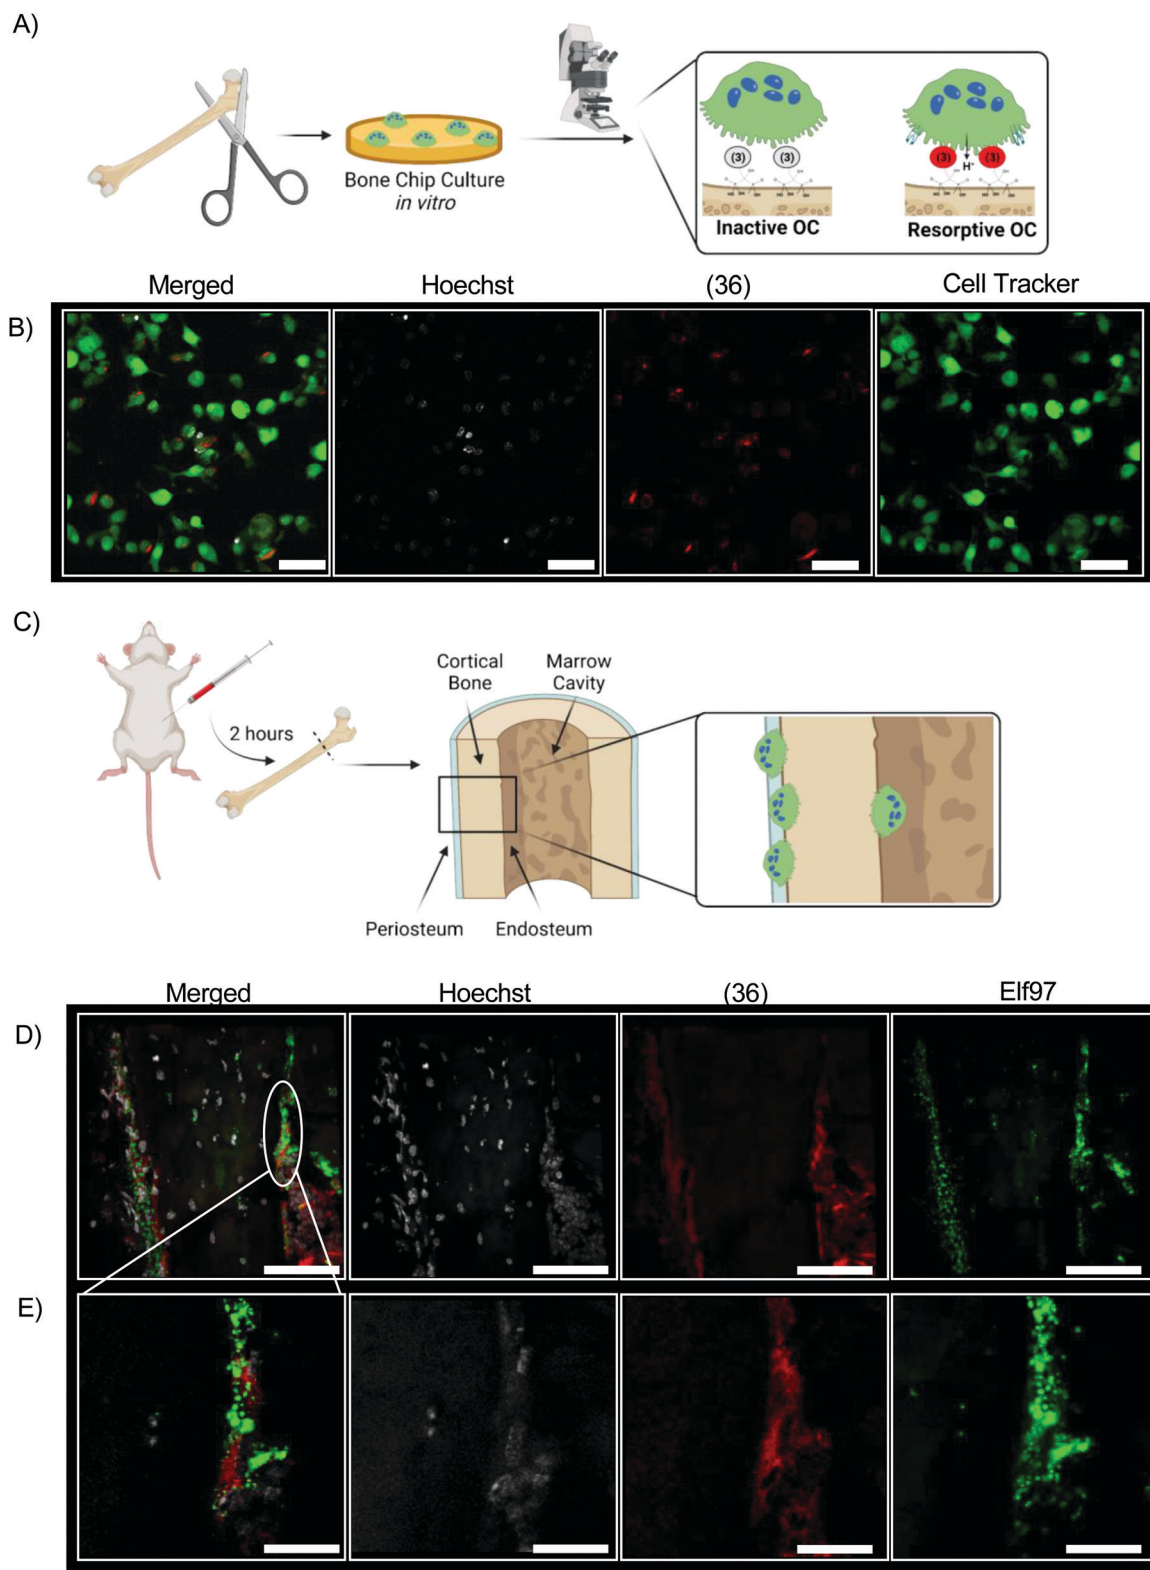 A)
Bone Chip Culture
in vitro
(3)
(3)
(3)
(3)
H⁺
Inactive OC
Resorptive OC
Merged
Hoechst
(36)
Cell Tracker
B)
C)
2 hours
Cortical
Bone
Marrow
Cavity
Periosteum
Endosteum
Merged
Hoechst
(36)
Elf97
D)
E)